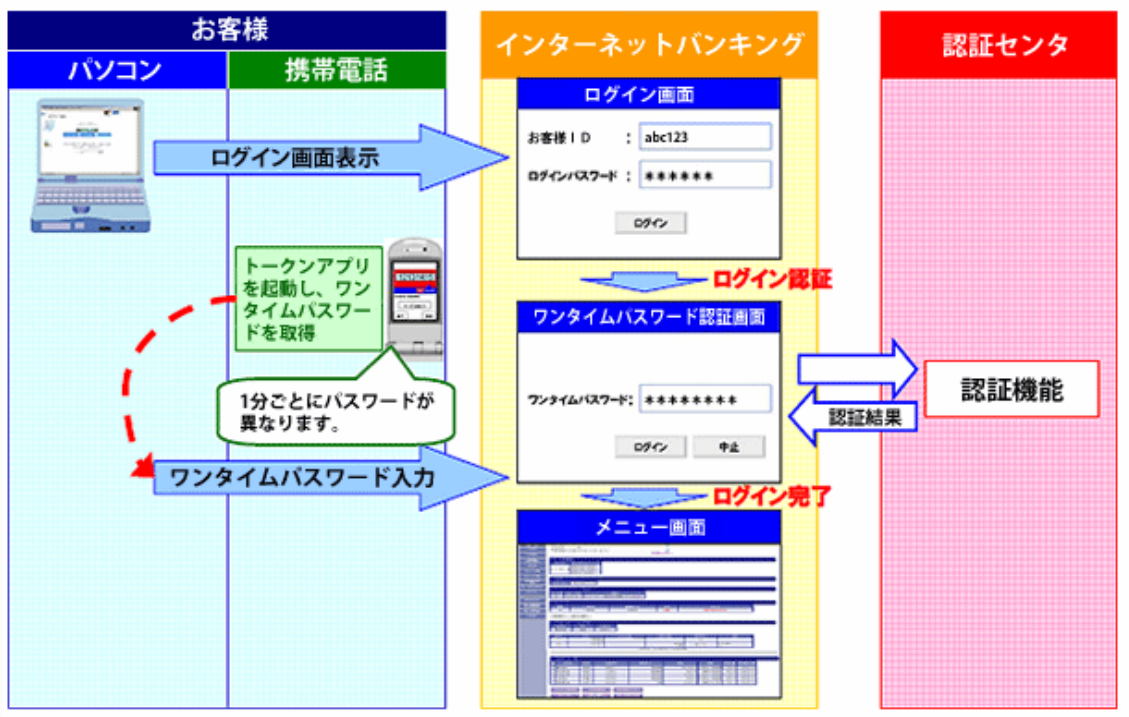 お客様
パソコン
携帯電話
インターネットバンキング
認証センタ
ログイン画面
お客様ID : abc123
ログインパスワード : ******
ログイン
ログイン画面表示
ログイン認証
トークンアプリ
を起動し、ワン
タイムパスワー
ドを取得
1分ごとにパスワードが
異なります。
ワンタイムパスワード認証画面
ワンタイムパスワード: ********
ログイン
中止
認証機能
認証結果
ワンタイムパスワード入力
ログイン完了
メニュー画面